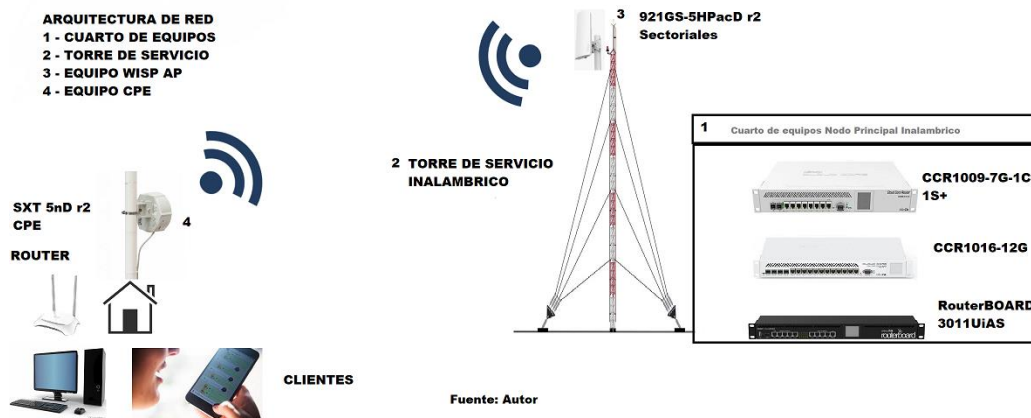 ARQUITECTURA DE RED
1 - CUARTO DE EQUIPOS
2 - TORRE DE SERVICIO
3 - EQUIPO WISP AP
4 - EQUIPO CPE
3 921GS-5HPacD r2
Sectoriales
1 Cuarto de equipos Nodo Principal Inalambrico
2 TORRE DE SERVICIO
INALAMBRICO
CCR1009-7G-1C
1S+
SXT 5nD r2
CPE
4
ROUTER
CCR1016-12G
RouterBOARD
3011UiAS
routerboard
CLIENTES
Fuente: Autor